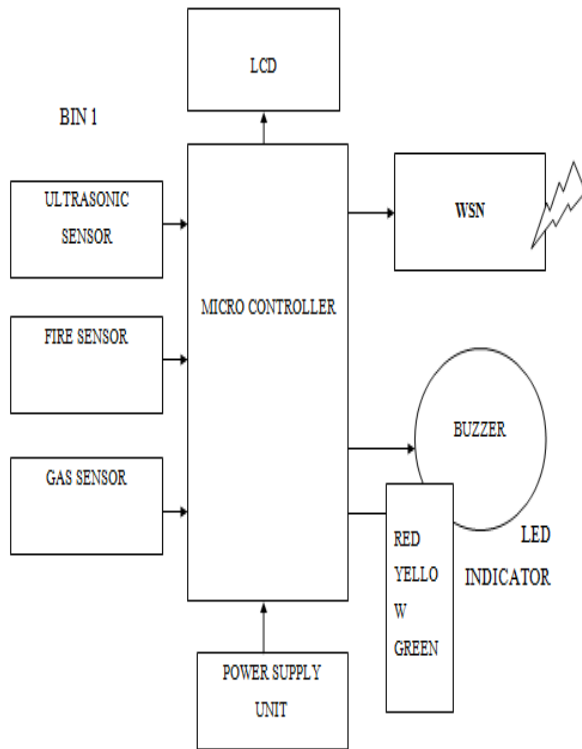 LCD
BIN 1
ULTRASONIC
SENSOR
WSN
MICRO CONTROLLER
FIRE SENSOR
BUZZER
GAS SENSOR
LED
INDICATOR
RED
YELLO
W
GREEN
POWER SUPPLY
UNIT